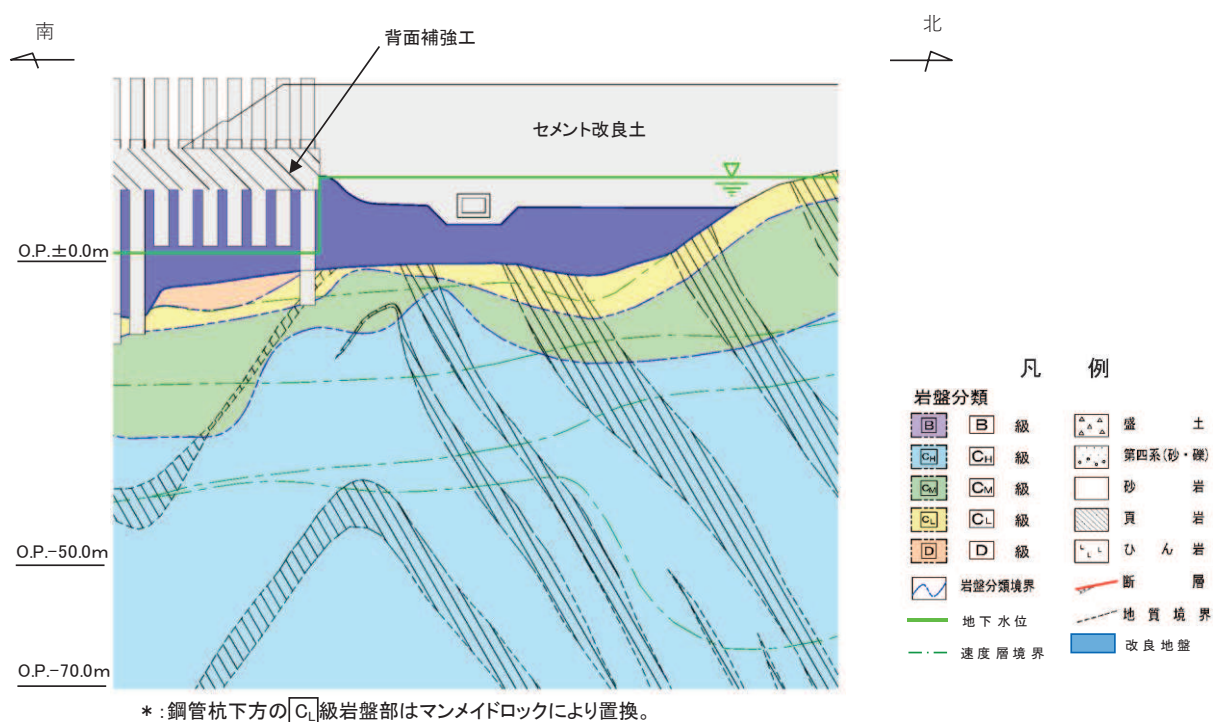 南
北
背面補強工
セメント改良土
O.P.±0.0m
O.P.-50.0m
O.P.-70.0m
凡 例
岩盤分類
B B 級
CH CH 級
CM CM 級
CL CL 級
D D 級
岩盤分類境界
地下水位
速度層境界
盛 土
第四系(砂・礫)
砂 岩
頁 岩
ひ ん 岩
断 層
地 質 境 界
改 良 地 盤
*:鋼管杭下方のCL級岩盤部はマンメイドロックにより置換。